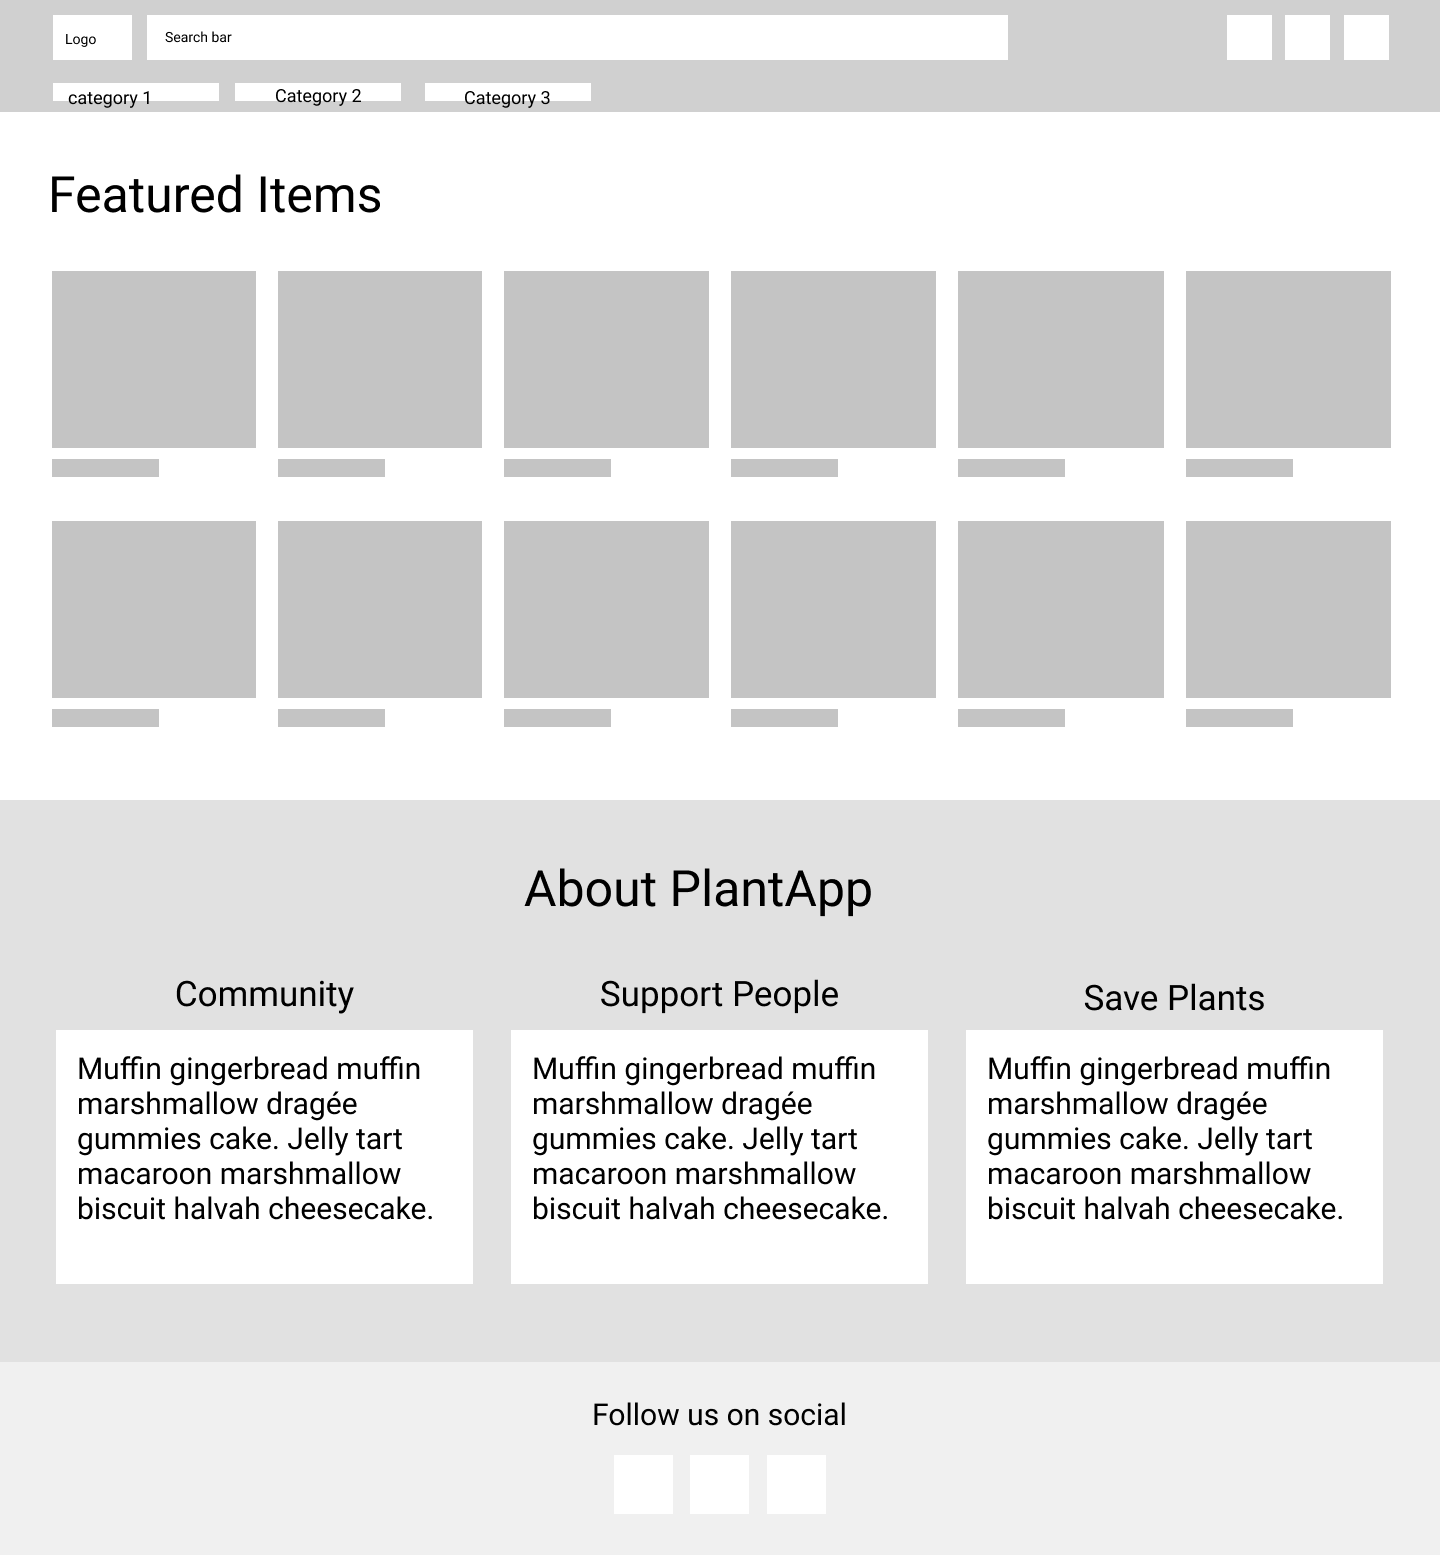 Logo
Search bar
category 1
Category 2
Category 3
Featured Items
About PlantApp
Community
Support People
Save Plants
Muffin gingerbread muffin
marshmallow dragée
gummies cake. Jelly tart
macaroon marshmallow
biscuit halvah cheesecake.
Muffin gingerbread muffin
marshmallow dragée
gummies cake. Jelly tart
macaroon marshmallow
biscuit halvah cheesecake.
Muffin gingerbread muffin
marshmallow dragée
gummies cake. Jelly tart
macaroon marshmallow
biscuit halvah cheesecake.
Follow us on social